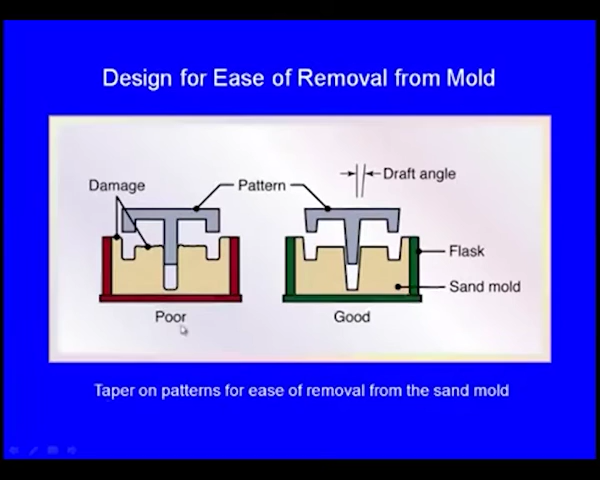 Design for Ease of Removal from Mold
Damage
Pattern
Draft angle
Flask
Sand mold
Poor
Good
Taper on patterns for ease of removal from the sand mold